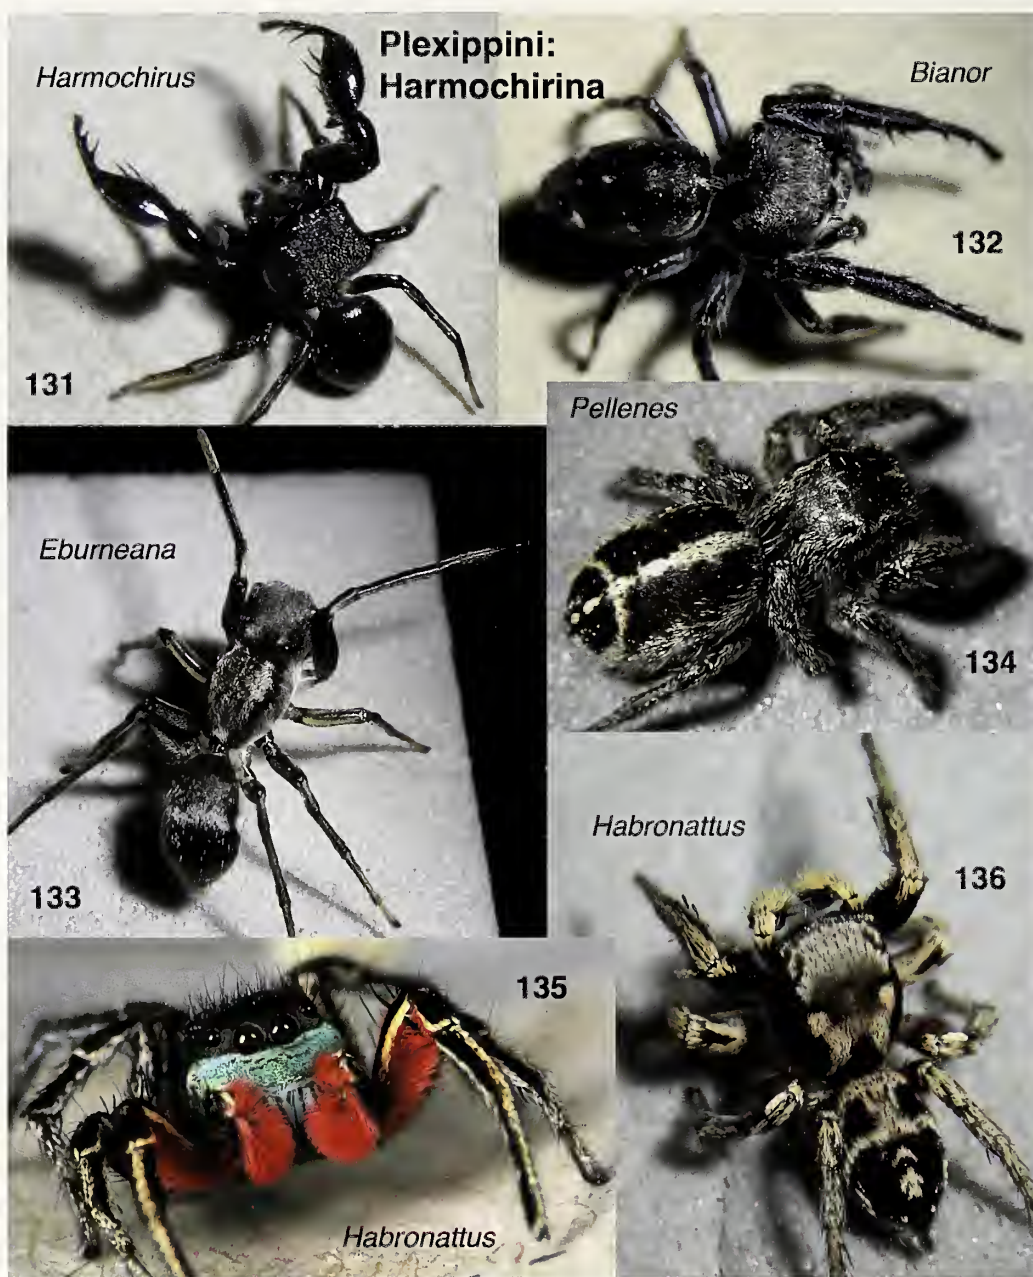 Harmochirus
Plexippini:
Harmochirina
Bianor
131
132
Pellenes
Eburneana
134
133
Habronattus
136
135
Habronattus